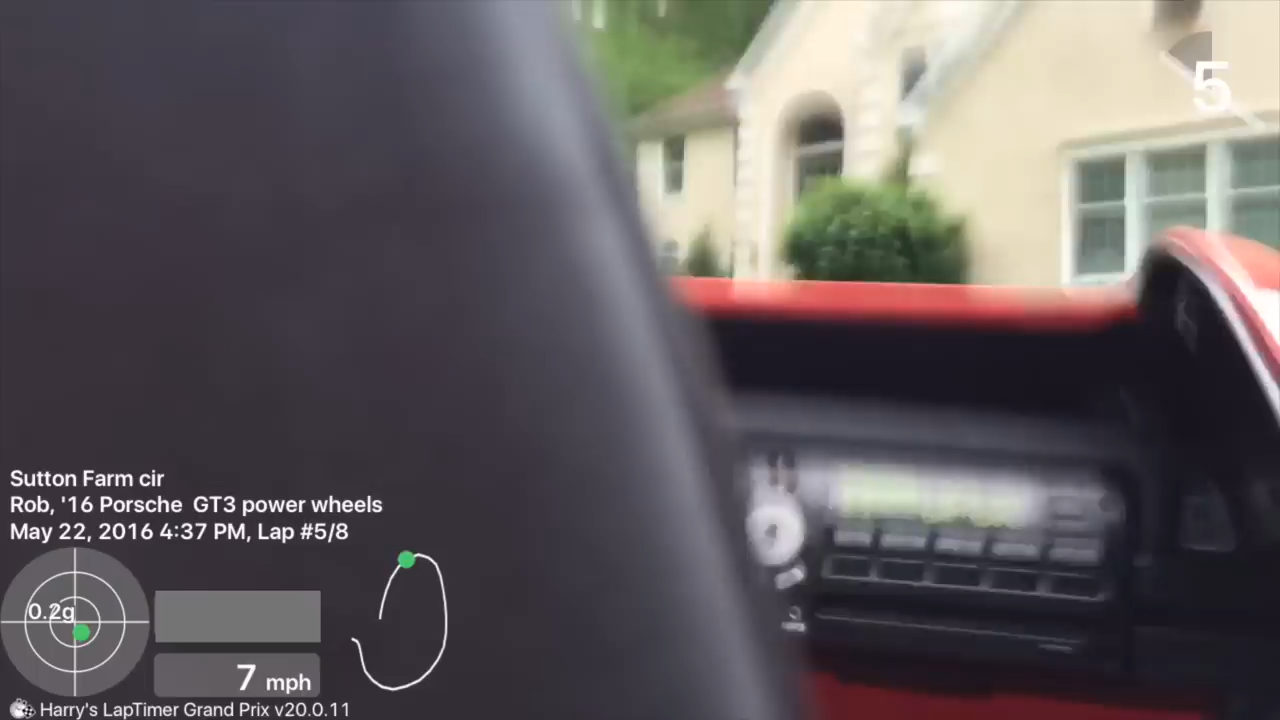 5
Sutton Farm cir
Rob, '16 Porsche  GT3 power wheels
May 22, 2016 4:37 PM, Lap #5/8
0.2g
7 mph
Harry's LapTimer Grand Prix v20.0.11